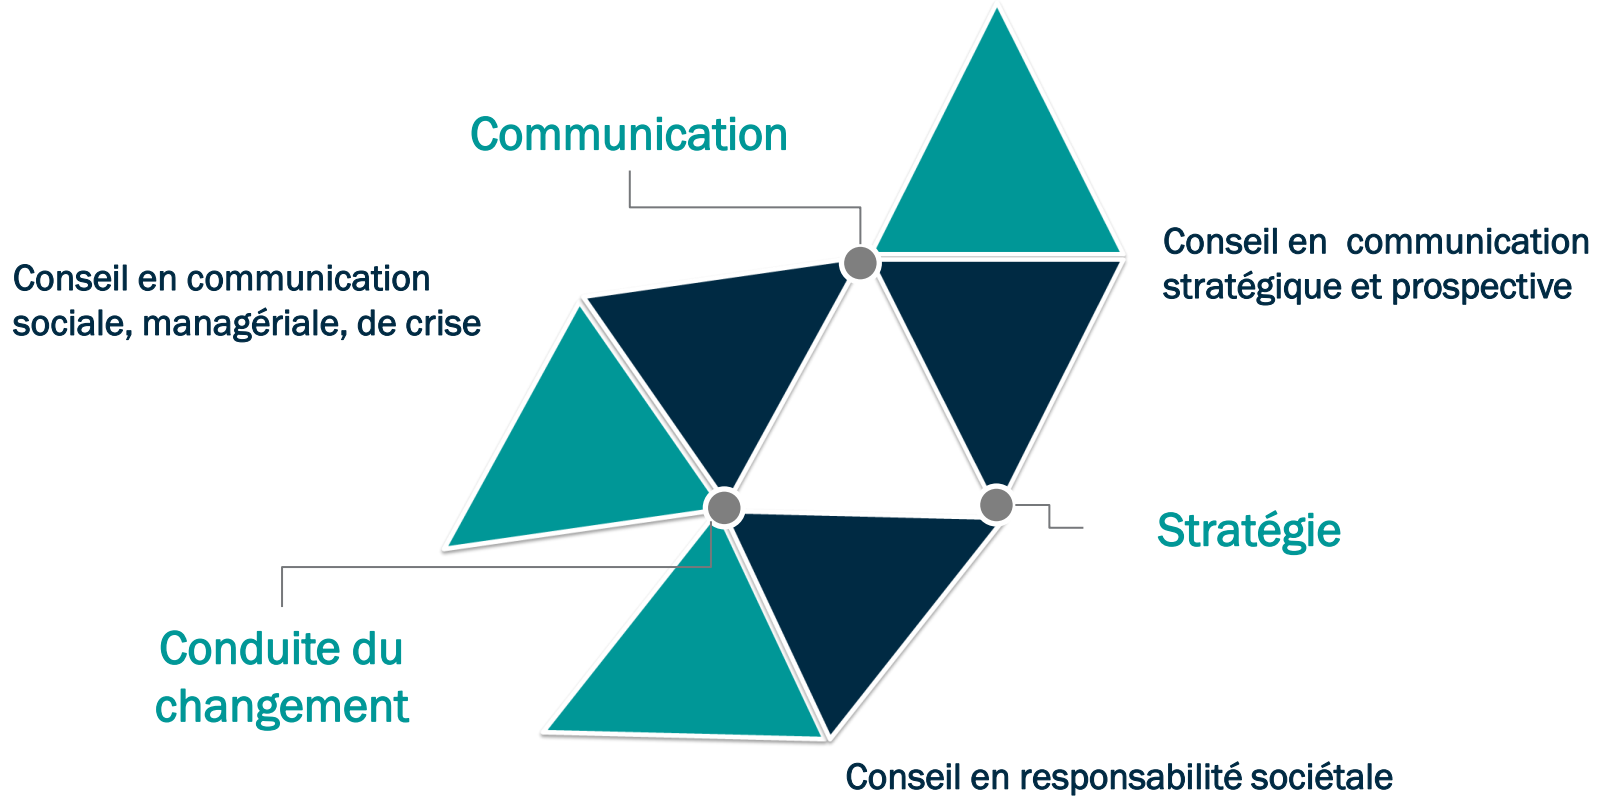 Communication
Conseil en  communication
stratégique et prospective
Conseil en communication
sociale, managériale, de crise
Stratégie
Conduite du
changement
Conseil en responsabilité sociétale